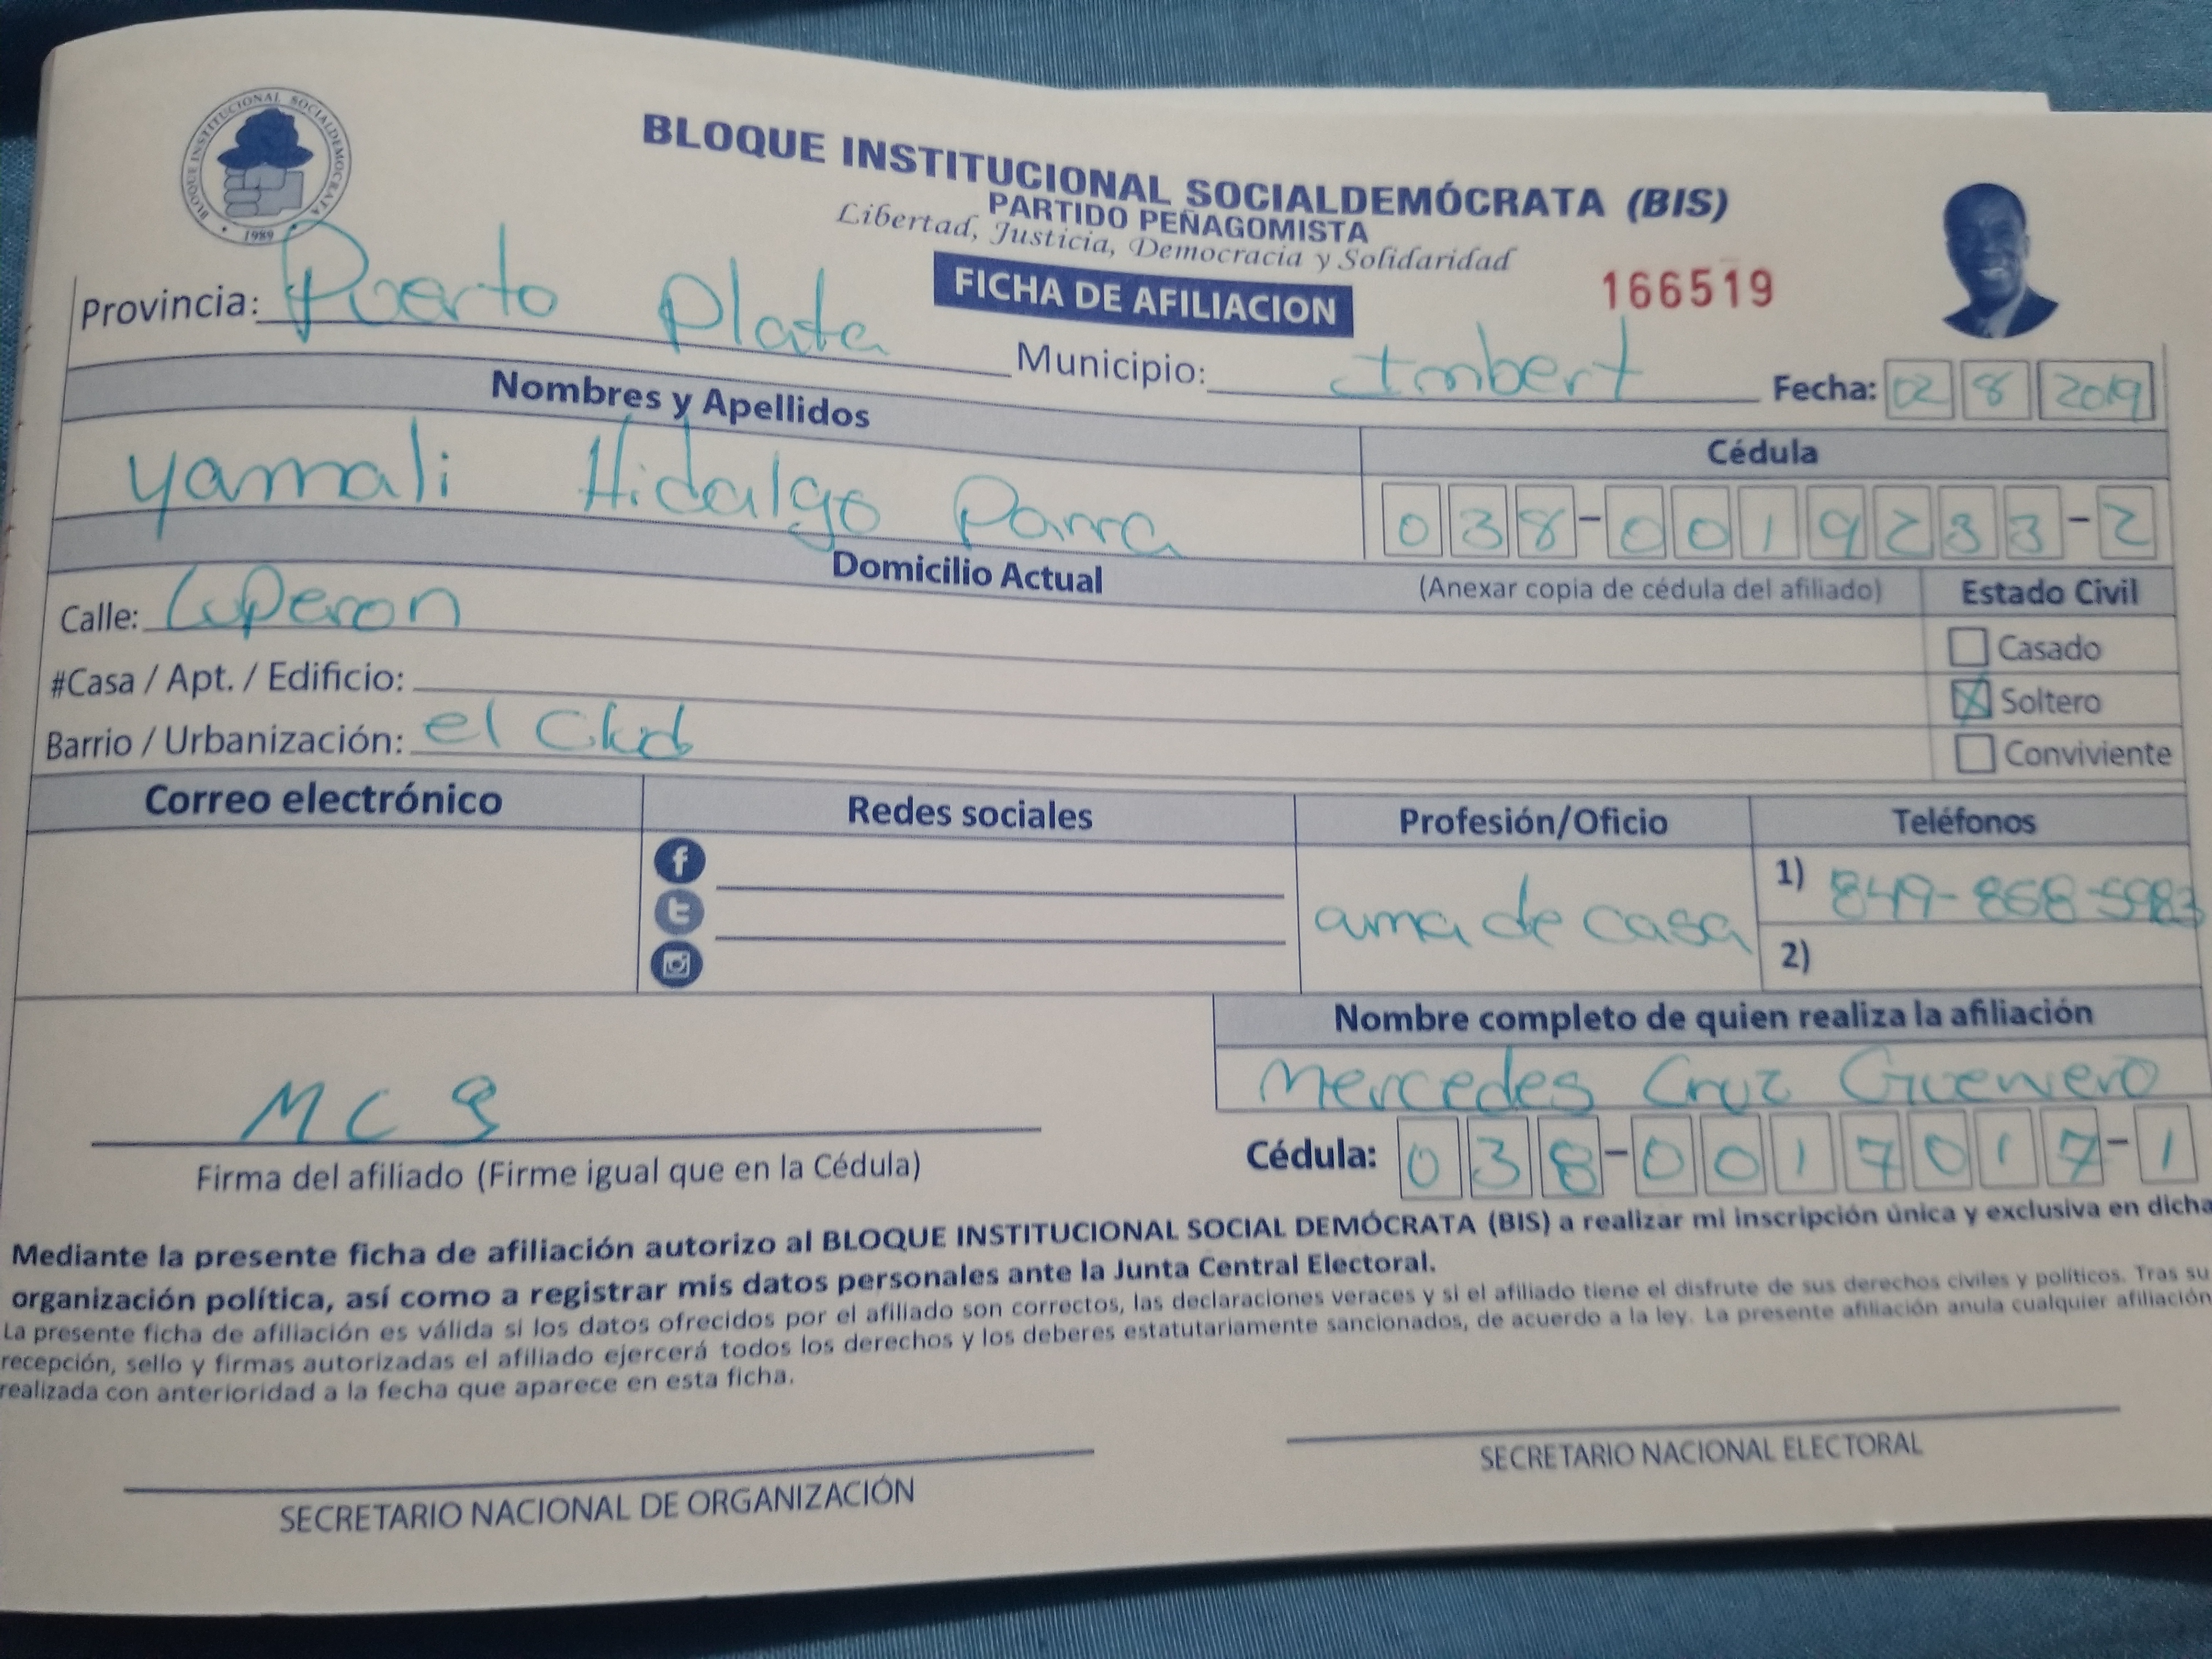 BLOQUE INSTITUCIONAL SOCIALDEMOCRATA
1989
BLOQUE INSTITUCIONAL SOCIALDEMÓCRATA (BIS)
PARTIDO PEÑAGOMISTA
Libertad, Justicia, Democracia y Solidaridad
FICHA DE AFILIACION
166519
Provincia: Puerto Plata Municipio: Imbert Fecha: 02 8 2019
Nombres y Apellidos
Cédula
Yamali Hidalgo Parra
038-0019233-2
Domicilio Actual
(Anexar copia de cédula del afiliado)
Estado Civil
Calle: Luperon
Casado
#Casa / Apt. / Edificio:
X Soltero
Barrio / Urbanización: el Club
Conviviente
Correo electrónico Redes sociales Profesión/Oficio Teléfonos
1) 849-868-5983
ama de casa
2)
Nombre completo de quien realiza la afiliación
Mercedes Cruz Guerrero
MCG
Firma del afiliado (Firme igual que en la Cédula)
Cédula: 038-0017017-1
Mediante la presente ficha de afiliación autorizo al BLOQUE INSTITUCIONAL SOCIAL DEMÓCRATA (BIS) a realizar mi inscripción única y exclusiva en dicha
organización política, así como a registrar mis datos personales ante la Junta Central Electoral.
La presente ficha de afiliación es válida si los datos ofrecidos por el afiliado son correctos, las declaraciones veraces y si el afiliado tiene el disfrute de sus derechos civiles y políticos. Tras su
recepción, sello y firmas autorizadas el afiliado ejercerá todos los derechos y los deberes estatutariamente sancionados, de acuerdo a la ley. La presente afiliación anula cualquier afiliación
realizada con anterioridad a la fecha que aparece en esta ficha.
SECRETARIO NACIONAL DE ORGANIZACIÓN
SECRETARIO NACIONAL ELECTORAL